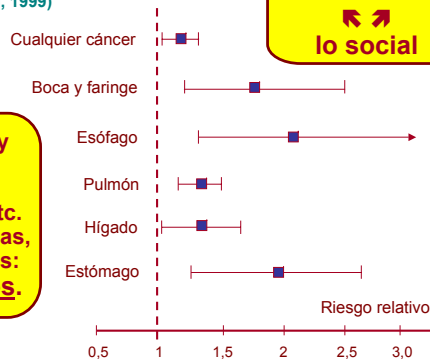 , 1999)
lo social
Cualquier cáncer
Boca y faringe
Esófago
Pulmón
Hígado
Estómago
y
tc.
as,
s:
s.
Riesgo relativo
0,5 1 1,5 2 2,5 3,0